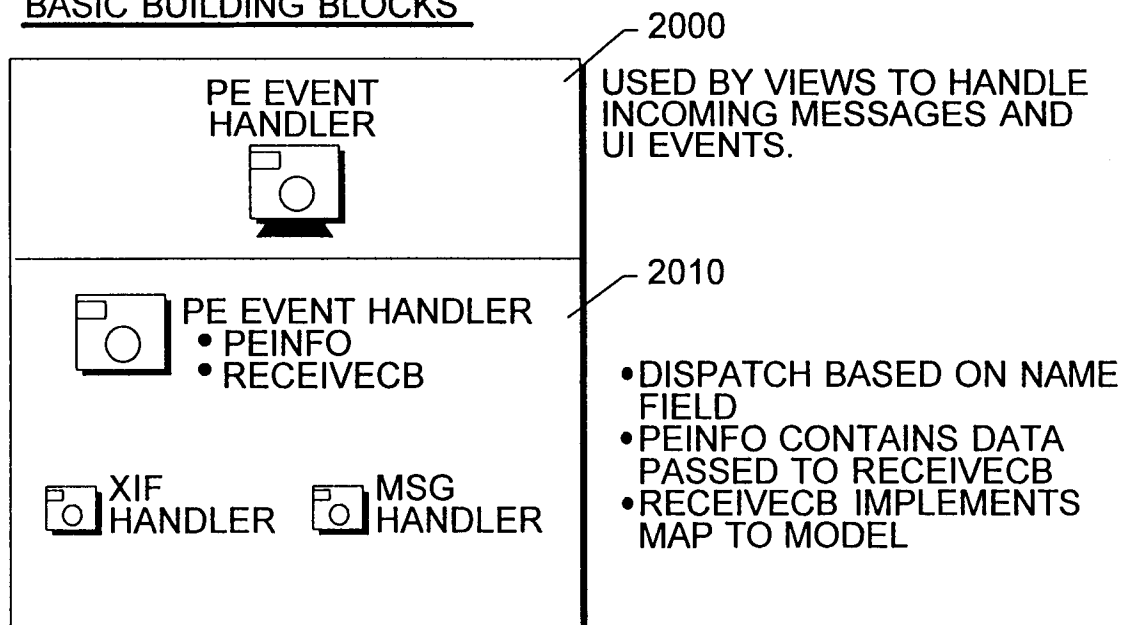 BASIC BUILDING BLOCKS
2000
PE EVENT
HANDLER
USED BY VIEWS TO HANDLE
INCOMING MESSAGES AND
UI EVENTS.
2010
PE EVENT HANDLER
• PEINFO
• RECEIVECB
XIF
HANDLER
MSG
HANDLER
•DISPATCH BASED ON NAME
FIELD
•PEINFO CONTAINS DATA
PASSED TO RECEIVECB
•RECEIVECB IMPLEMENTS
MAP TO MODEL